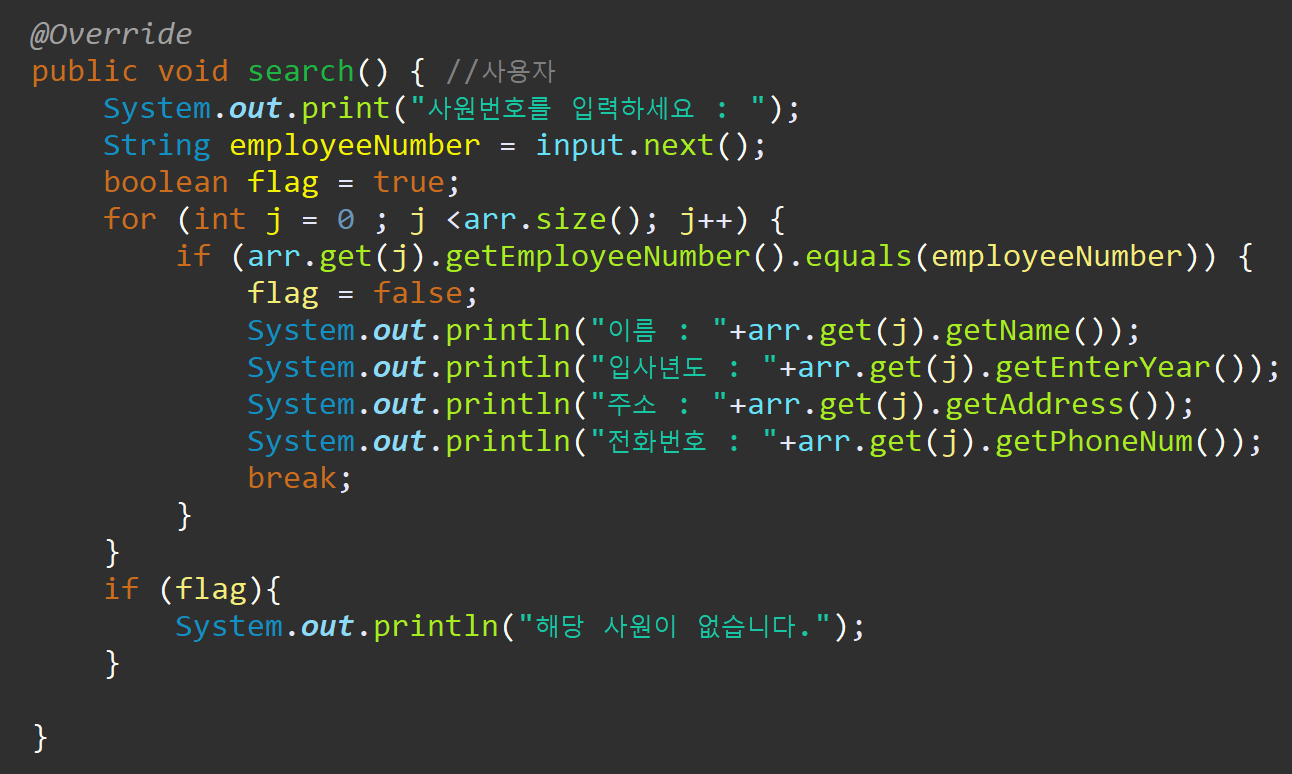 @Override
public void search() { //사용자
    System.out.print("사원번호를 입력하세요 : ");
    String employeeNumber = input.next();
    boolean flag = true;
    for (int j = 0 ; j <arr.size(); j++) {
        if (arr.get(j).getEmployeeNumber().equals(employeeNumber)) {
            flag = false;
            System.out.println("이름 : "+arr.get(j).getName());
            System.out.println("입사년도 : "+arr.get(j).getEnterYear());
            System.out.println("주소 : "+arr.get(j).getAddress());
            System.out.println("전화번호 : "+arr.get(j).getPhoneNum());
            break;
        }
    }
    if (flag){
        System.out.println("해당 사원이 없습니다.");
    }

}